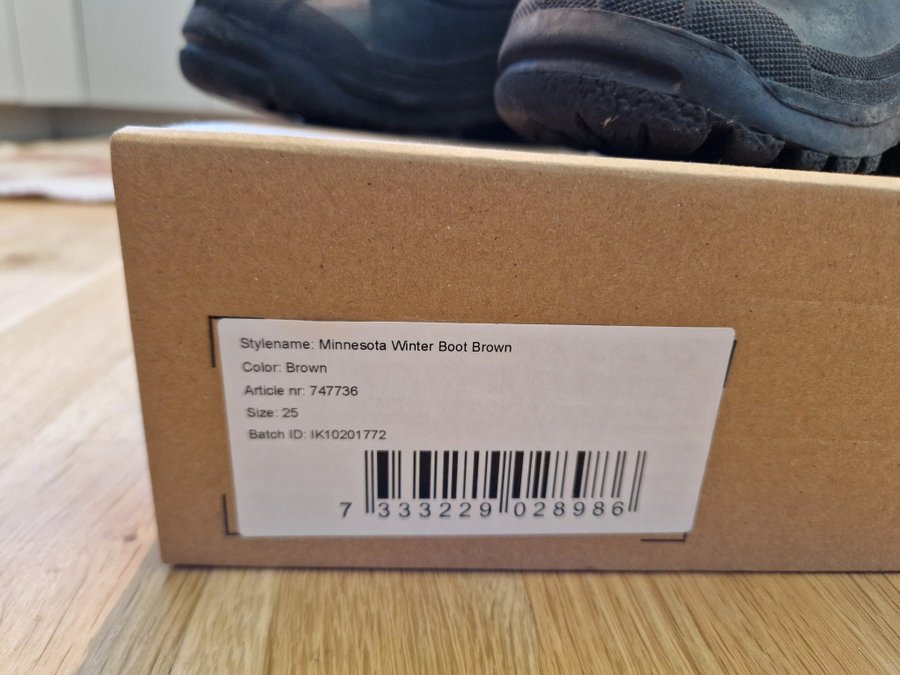 Stylename: Minnesota Winter Boot Brown
Color: Brown
Article nr: 747736
Size: 25
Batch ID: IK10201772
7 333229 028986